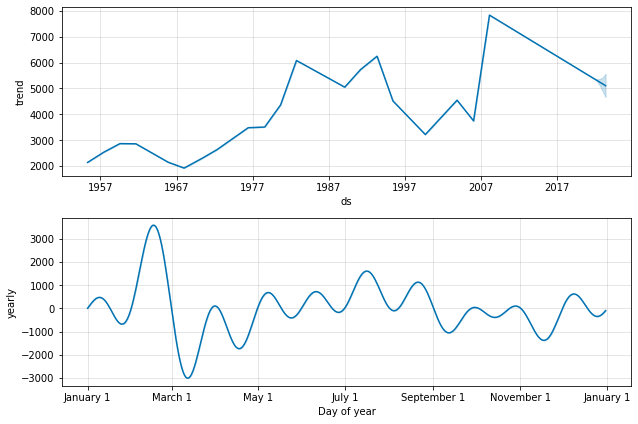 8000
7000
6000
5000
4000
3000
2000
trend
1957 1967 1977 1987 1997 2007 2017
ds
3000
2000
1000
0
−1000
−2000
−3000
yearly
January 1 March 1 May 1 July 1 September 1 November 1 January 1
Day of year